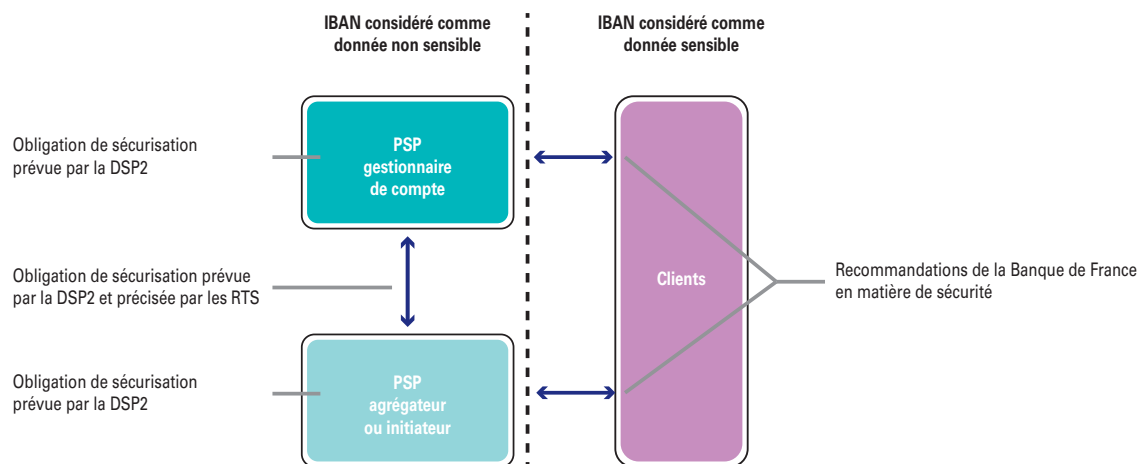 IBAN considéré comme
donnée non sensible
IBAN considéré comme
donnée sensible
Obligation de sécurisation
prévue par la DSP2
PSP
gestionnaire
de compte
Obligation de sécurisation prévue
par la DSP2 et précisée par les RTS
Clients
Recommandations de la Banque de France
en matière de sécurité
Obligation de sécurisation
prévue par la DSP2
PSP
agrégateur
ou initiateur